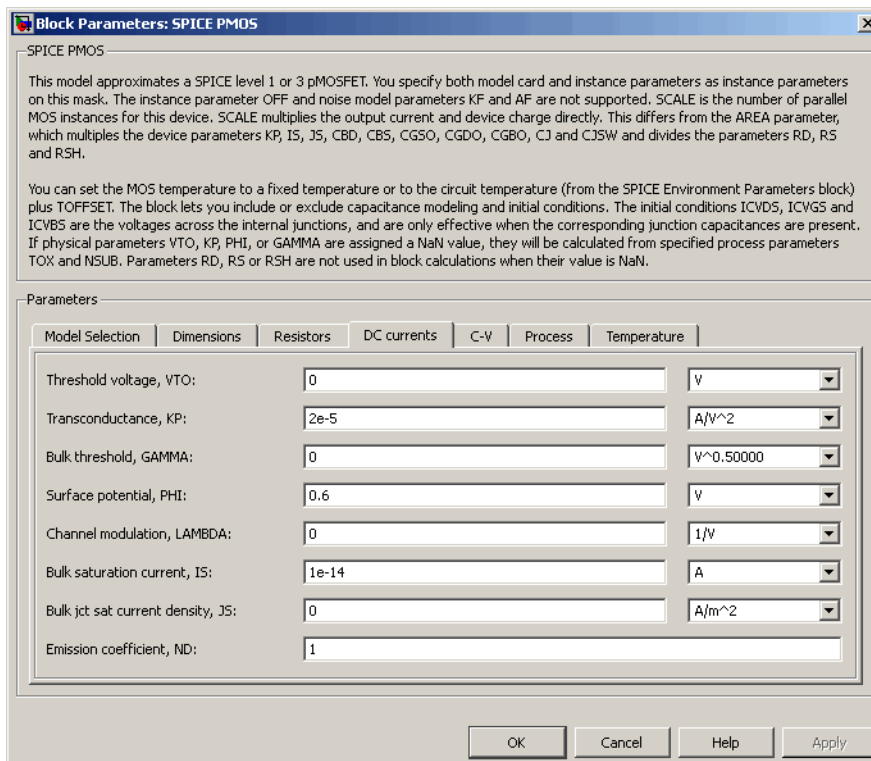 Block Parameters: SPICE PMOS
SPICE PMOS
This model approximates a SPICE level 1 or 3 pMOSFET. You specify both model card and instance parameters as instance parameters
on this mask. The instance parameter OFF and noise model parameters KF and AF are not supported. SCALE is the number of parallel
MOS instances for this device. SCALE multiplies the output current and device charge directly. This differs from the AREA parameter,
which multiples the device parameters KP, IS, JS, CBD, CBS, CGSO, CGDO, CGBO, CJ and CJSW and divides the parameters RD, RS
and RSH.
You can set the MOS temperature to a fixed temperature or to the circuit temperature (from the SPICE Environment Parameters block)
plus TOFFSET. The block lets you include or exclude capacitance modeling and initial conditions. The initial conditions ICVDS, ICVGS and
ICVBS are the voltages across the internal junctions, and are only effective when the corresponding junction capacitances are present.
If physical parameters VTO, KP, PHI, or GAMMA are assigned a NaN value, they will be calculated from specified process parameters
TOX and NSUB. Parameters RD, RS or RSH are not used in block calculations when their value is NaN.
Parameters
Model Selection Dimensions Resistors DC currents C-V Process Temperature
Threshold voltage, VTO: 0 V
Transconductance, KP: 2e-5 A/V^2
Bulk threshold, GAMMA: 0 V^0.50000
Surface potential, PHI: 0.6 V
Channel modulation, LAMBDA: 0 1/V
Bulk saturation current, IS: 1e-14 A
Bulk jct sat current density, JS: 0 A/m^2
Emission coefficient, ND: 1
OK Cancel Help Apply